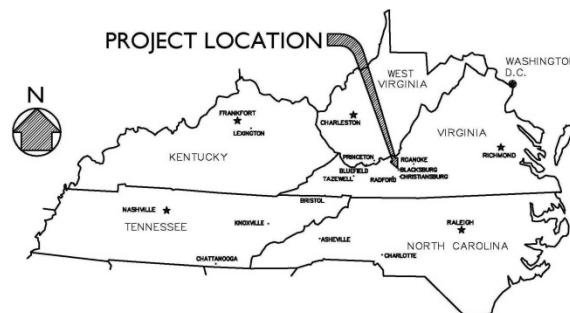 PROJECT LOCATION
WASHINGTON
D.C.
WEST
VIRGINIA
N
FRANKFORT
LEXINGTON
CHARLESTON
VIRGINIA
RICHMOND
KENTUCKY
PRINCETON
ROANOKE
BLUEFIELD
BLACKSBURG
TAZEWELL
RADFORD
CHRISTIANSBURG
BRISTOL
NASHVILLE
KNOXVILLE
RALEIGH
TENNESSEE
ASHEVILLE
NORTH CAROLINA
CHARLOTTE
CHATTANOOGA